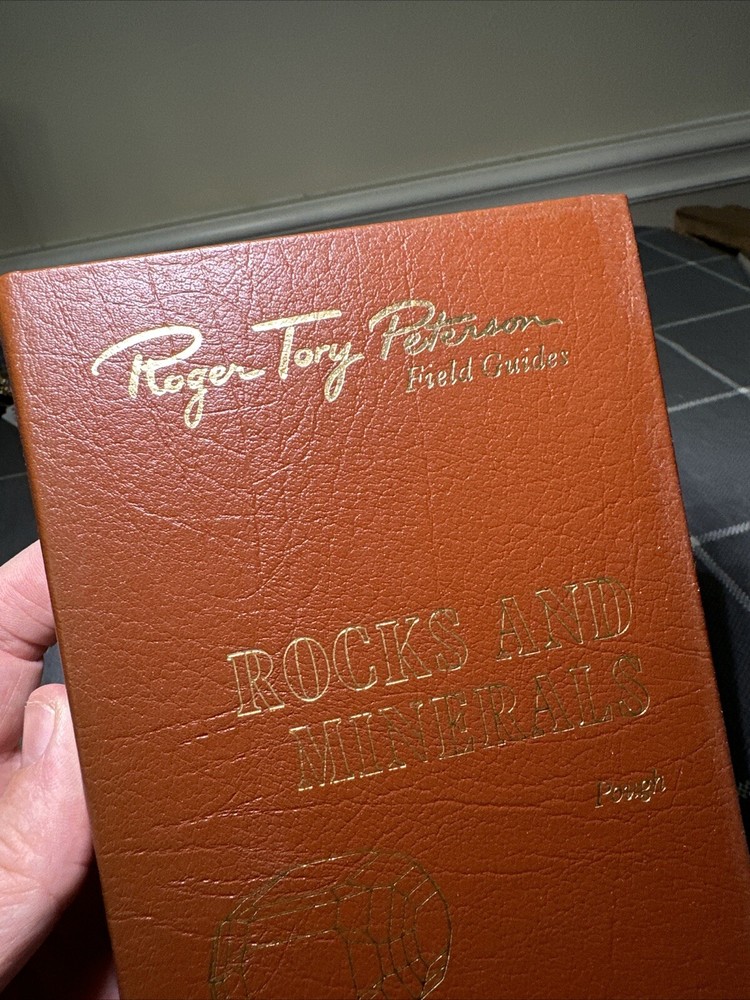 Roger Tory Peterson
Field Guides
ROCKS AND
MINERALS
Pough